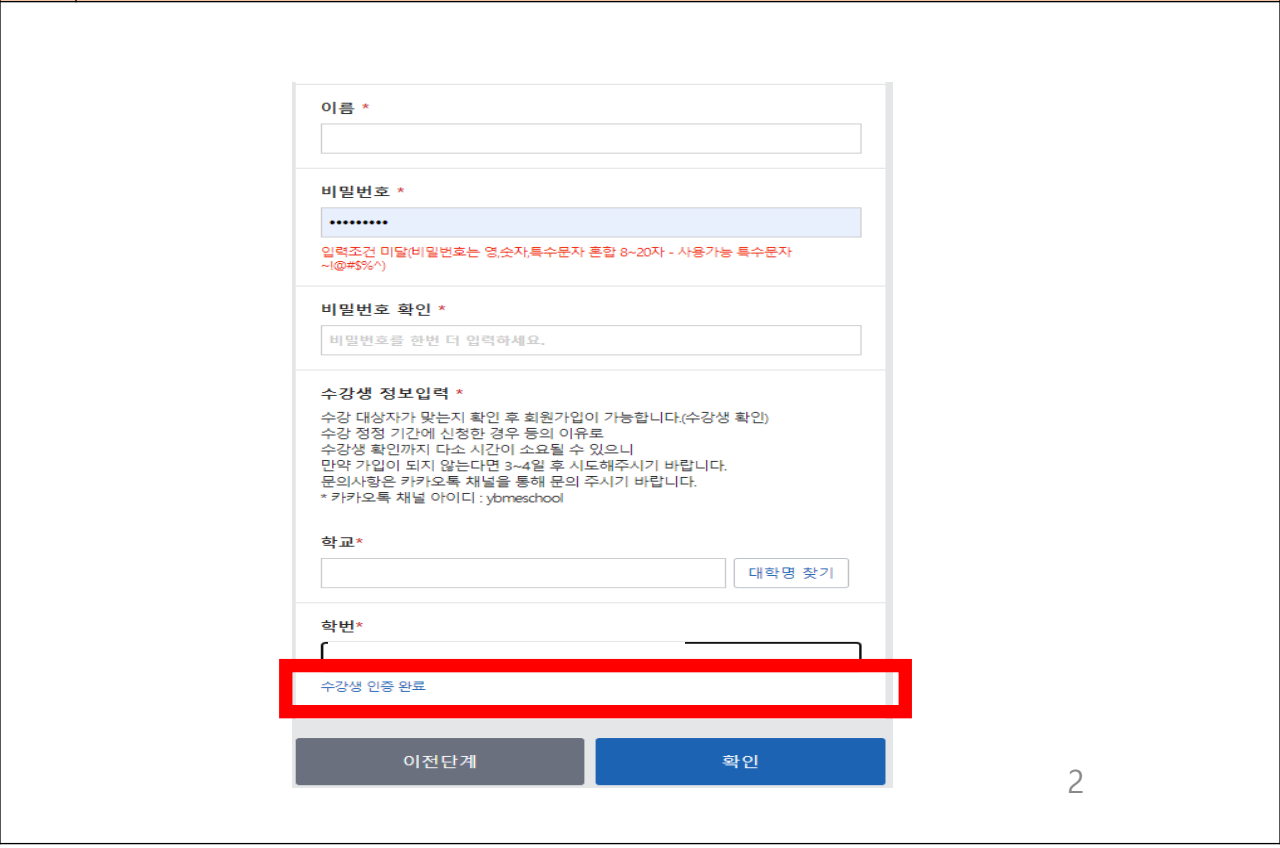 이름 *
비밀번호 *
•••••••••
입력조건 미달(비밀번호는 영,숫자,특수문자 혼합 8~20자 - 사용가능 특수문자
~!@#$%^)
비밀번호 확인 *
비밀번호를 한번 더 입력하세요.
수강생 정보입력 *
수강 대상자가 맞는지 확인 후 회원가입이 가능합니다.(수강생 확인)
수강 정정 기간에 신청한 경우 등의 이유로
수강생 확인까지 다소 시간이 소요될 수 있으니
만약 가입이 되지 않는다면 3~4일 후 시도해주시기 바랍니다.
문의사항은 카카오톡 채널을 통해 문의 주시기 바랍니다.
* 카카오톡 채널 아이디 : ybmeschool
학교*
대학명 찾기
학번*
수강생 인증 완료
이전단계
확인
2